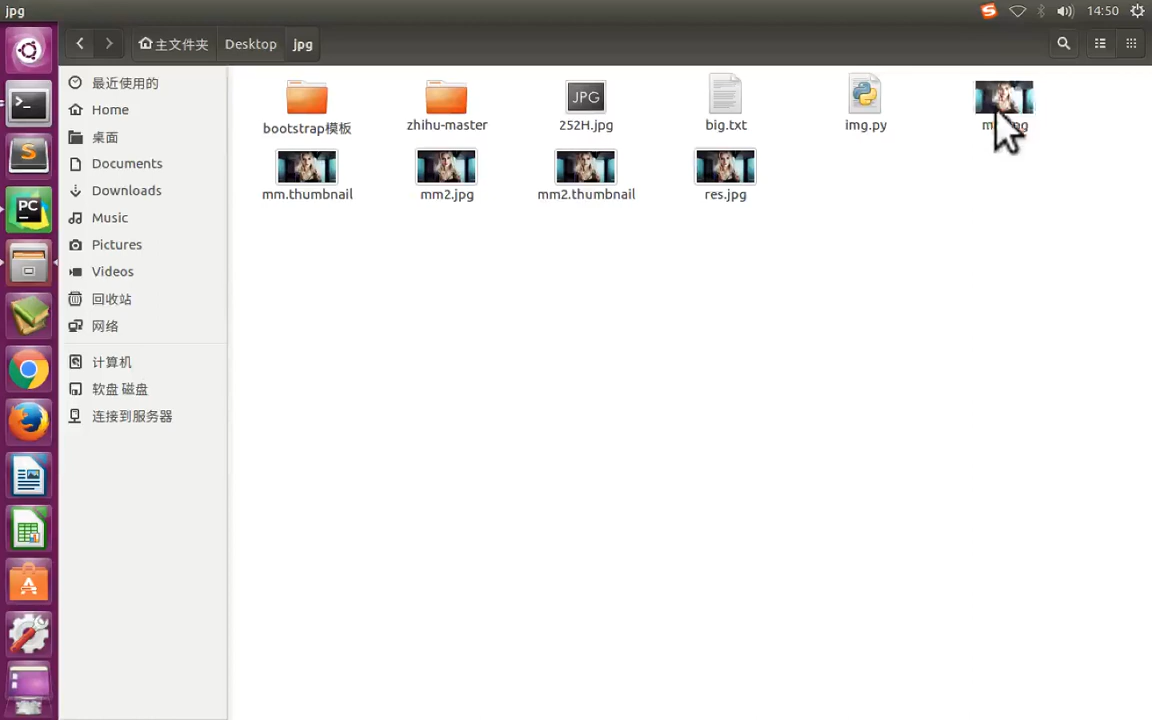 jpg
14:50
主文件夹
Desktop
jpg
最近使用的
Home
桌面
Documents
Downloads
Music
Pictures
Videos
回收站
网络
计算机
软盘 磁盘
连接到服务器
bootstrap模板
zhihu-master
JPG
252H.jpg
big.txt
img.py
mm.thumbnail
mm2.jpg
mm2.thumbnail
res.jpg
S
PC